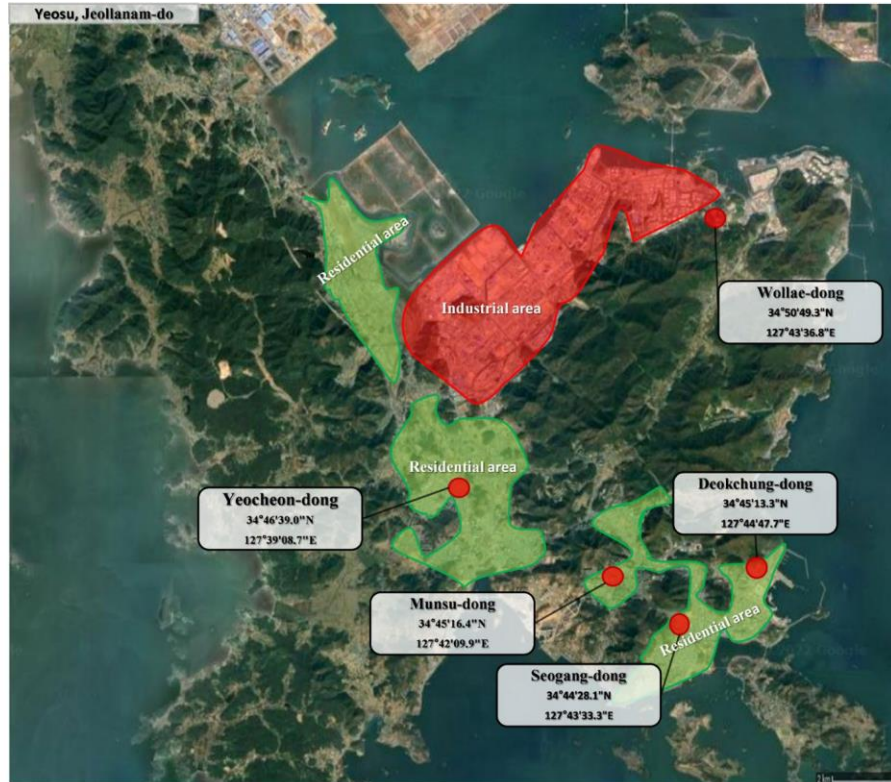 Yeosu, Jeollanam-do
Residential area
Industrial area
Wollae-dong
34°50'49.3"N
127°43'36.8"E
Residential area
Yeocheon-dong
34°46'39.0"N
127°39'08.7"E
Deokchung-dong
34°45'13.3"N
127°44'47.7"E
Munsu-dong
34°45'16.4"N
127°42'09.9"E
Residential area
Seogang-dong
34°44'28.1"N
127°43'33.3"E